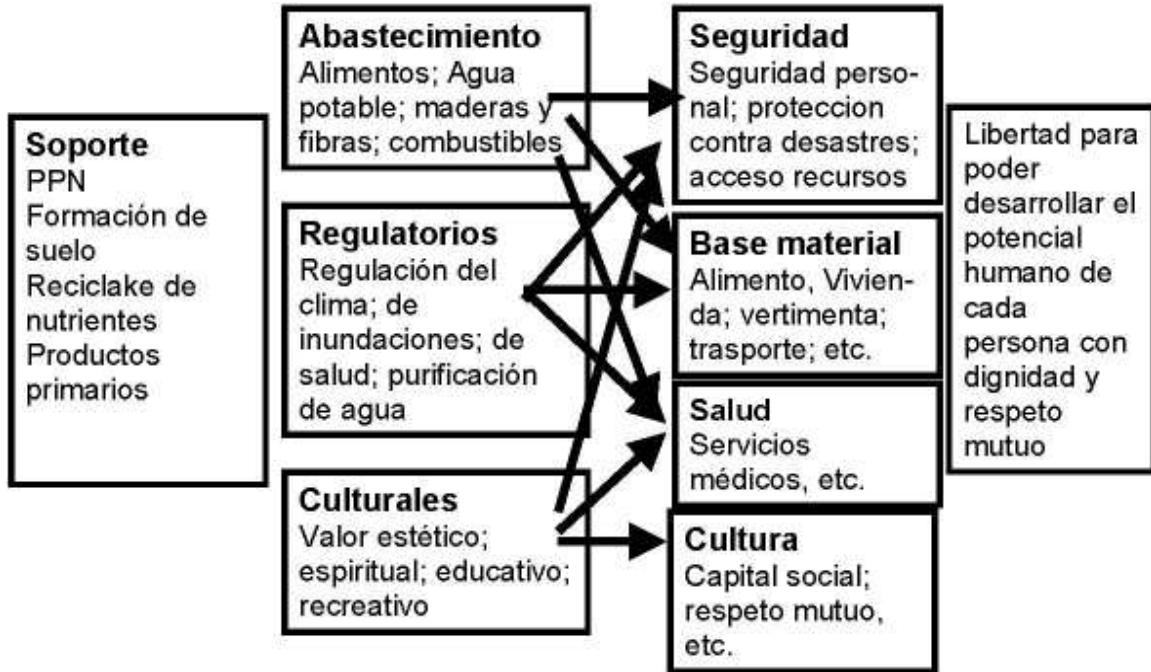 Soporte
PPN
Formación de
suelo
Reciclake de
nutrientes
Productos
primarios
Abastecimiento
Alimentos; Agua
potable; maderas y
fibras; combustibles
Regulatorios
Regulación del
clima; de
inundaciones; de
salud; purificación
de agua
Culturales
Valor estético;
espiritual; educativo;
recreativo
Seguridad
Seguridad perso-
nal; proteccion
contra desastres;
acceso recursos
Base material
Alimento, Vivien-
da; vertimenta;
trasporte; etc.
Salud
Servicios
médicos, etc.
Cultura
Capital social;
respeto mutuo,
etc.
Libertad para
poder
desarrollar el
potencial
humano de
cada
persona con
dignidad y
respeto
mutuo